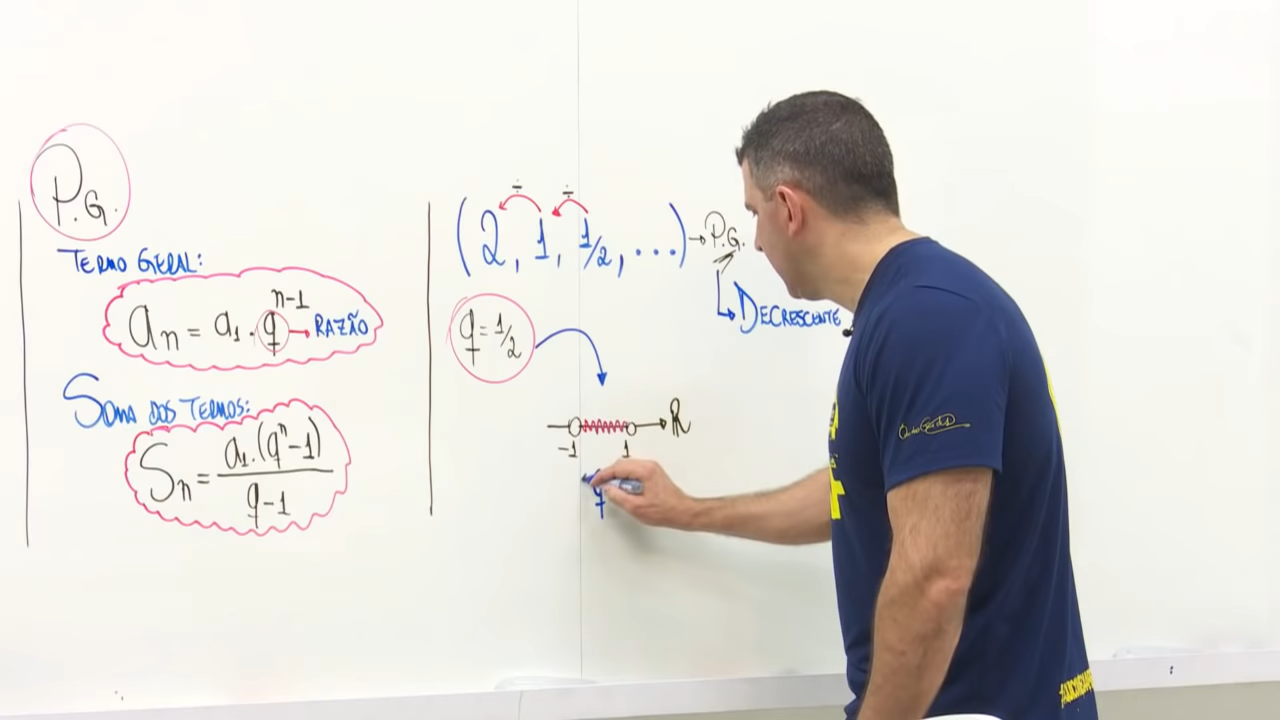 P.G.
TERMO GERAL:
aₙ = a₁ . qⁿ⁻¹ → RAZÃO
SOMA DOS TERMOS:
Sₙ = a₁.(qⁿ-1) / q-1
÷ ÷
(2, 1, 1/2, ...) → P.G.
DECRESCENTE
q = 1/2
R
-1 1
q